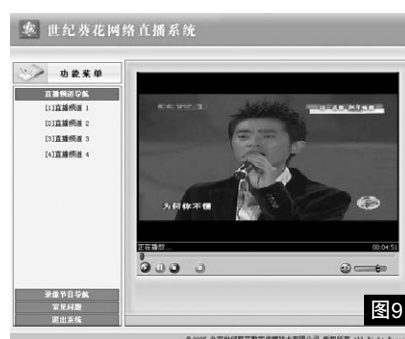 世纪葵花网络直播系统
功能菜单
直播频道导航
[1]直播频道 1
[2]直播频道 2
[3]直播频道 3
[4]直播频道 4
为何你不懂
正在播放...
00:04:51
录像节目导航
常见问题
退出系统
图9